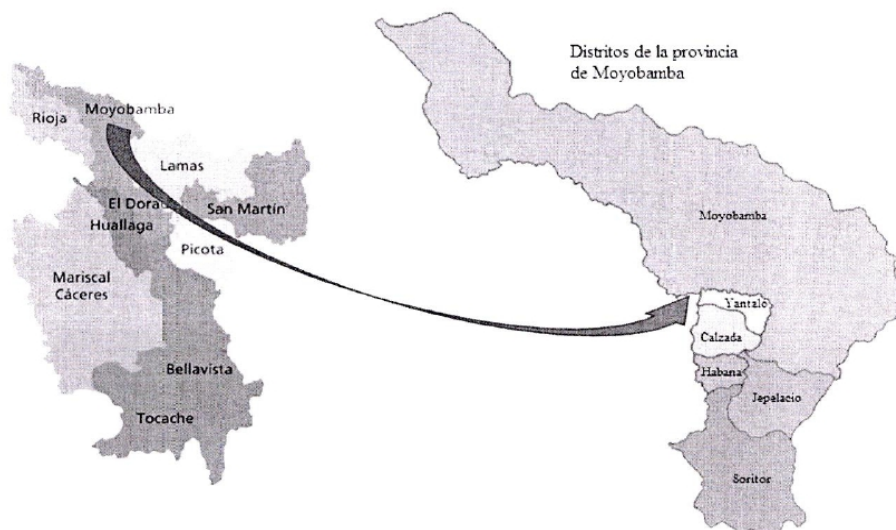 Distritos de la provincia
de Moyobamba
Rioja
Moyobamba
Lamas
El Dora
San Martín
Huallaga
Picota
Mariscal
Cáceres
Bellavista
Tocache
Moyobamba
Yantalo
Calzada
Habana
Jepelacio
Soritor